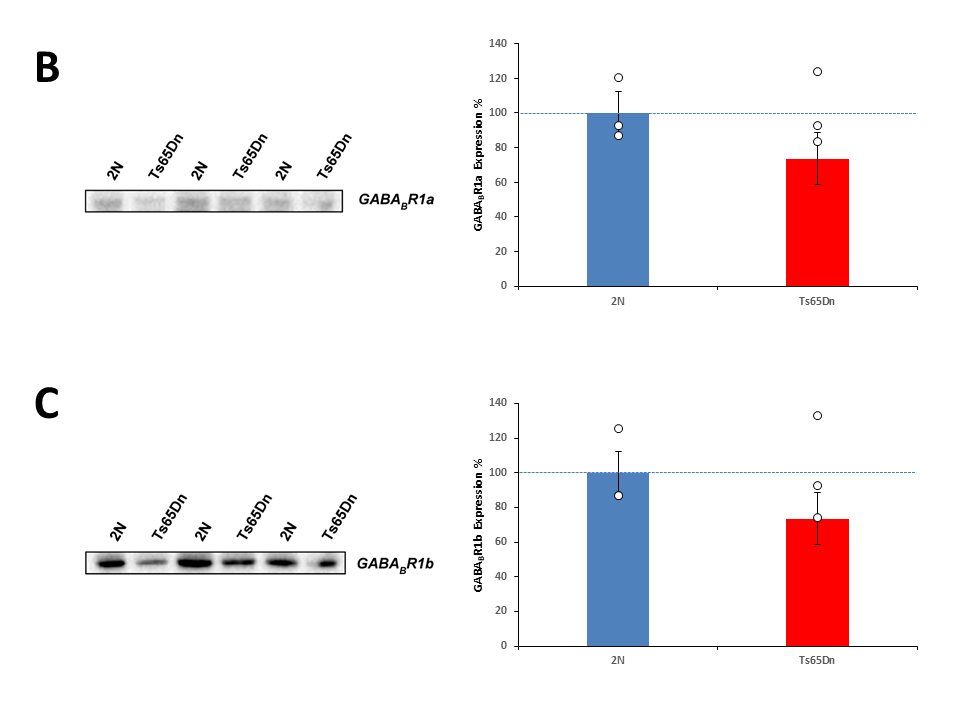 B
2N Ts65Dn 2N Ts65Dn 2N Ts65Dn
GABABR1a
GABABR1a Expression %
140
120
100
80
60
40
20
0
2N Ts65Dn
C
2N Ts65Dn 2N Ts65Dn 2N Ts65Dn
GABABR1b
GABABR1b Expression %
140
120
100
80
60
40
20
0
2N Ts65Dn